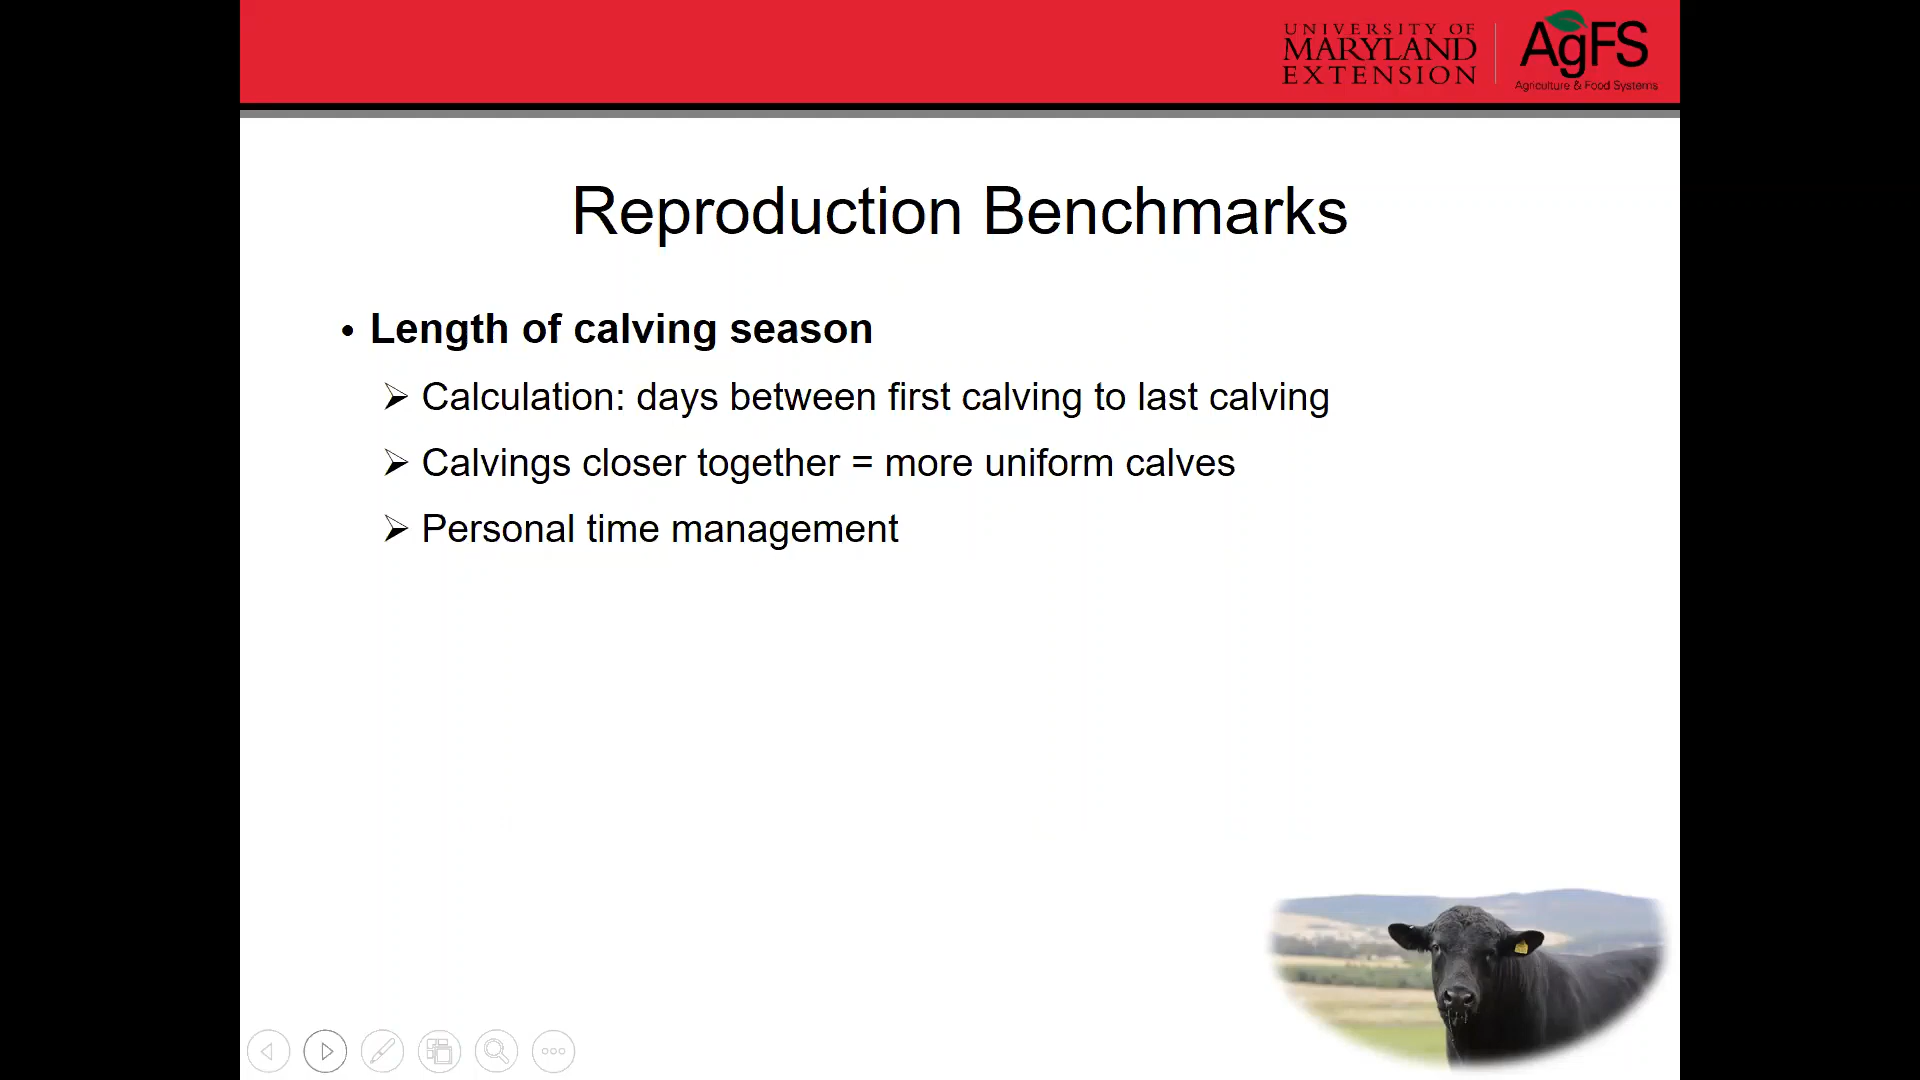 UNIVERSITY OF
MARYLAND
EXTENSION
AgFS
Agriculture & Food Systems
Reproduction Benchmarks
• Length of calving season
➢ Calculation: days between first calving to last calving
➢ Calvings closer together = more uniform calves
➢ Personal time management